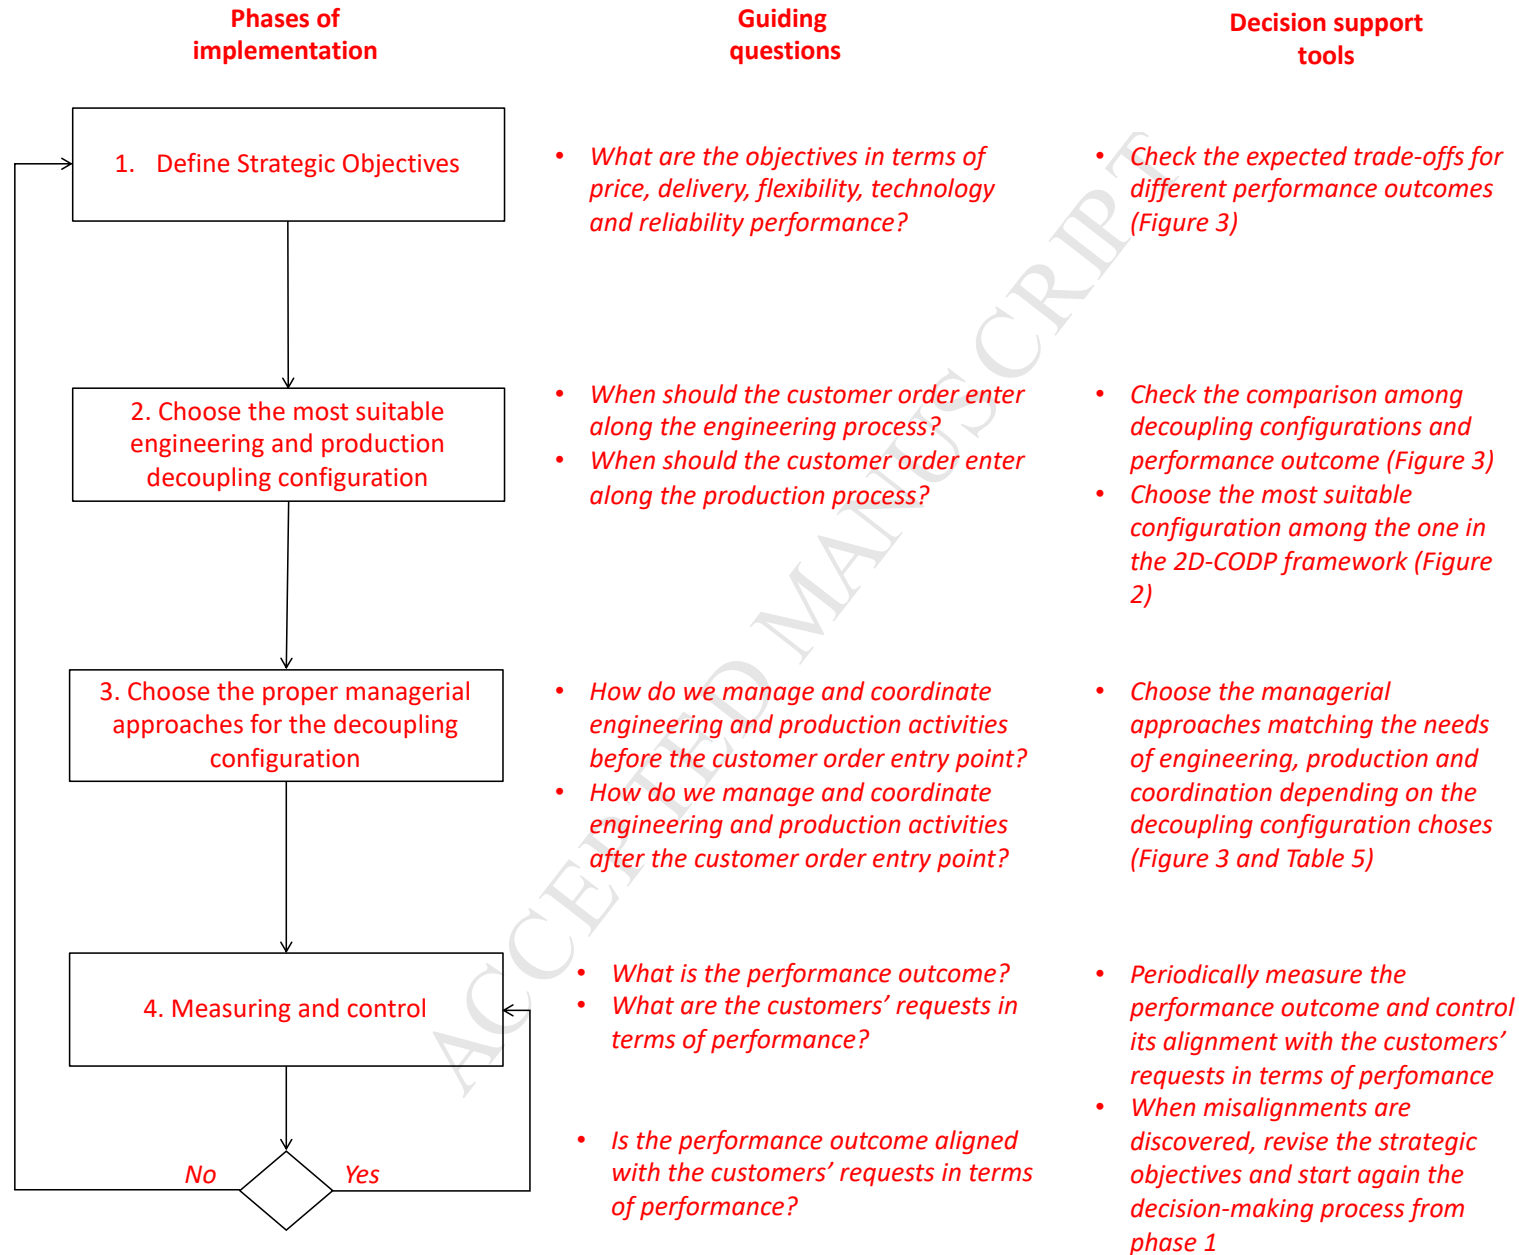 Phases of
implementation
Guiding
questions
Decision support
tools
1. Define Strategic Objectives
• What are the objectives in terms of
price, delivery, flexibility, technology
and reliability performance?
• Check the expected trade-offs for
different performance outcomes
(Figure 3)
2. Choose the most suitable
engineering and production
decoupling configuration
• When should the customer order enter
along the engineering process?
• When should the customer order enter
along the production process?
• Check the comparison among
decoupling configurations and
performance outcome (Figure 3)
• Choose the most suitable
configuration among the one in
the 2D-CODP framework (Figure
2)
3. Choose the proper managerial
approaches for the decoupling
configuration
• How do we manage and coordinate
engineering and production activities
before the customer order entry point?
• How do we manage and coordinate
engineering and production activities
after the customer order entry point?
• Choose the managerial
approaches matching the needs
of engineering, production and
coordination depending on the
decoupling configuration choses
(Figure 3 and Table 5)
4. Measuring and control
• What is the performance outcome?
• What are the customers’ requests in
terms of performance?
• Periodically measure the
performance outcome and control
its alignment with the customers’
requests in terms of perfomance
• When misalignments are
discovered, revise the strategic
objectives and start again the
decision-making process from
phase 1
No
Yes
• Is the performance outcome aligned
with the customers’ requests in terms
of performance?
ACCEPTED MANUSCRIPT